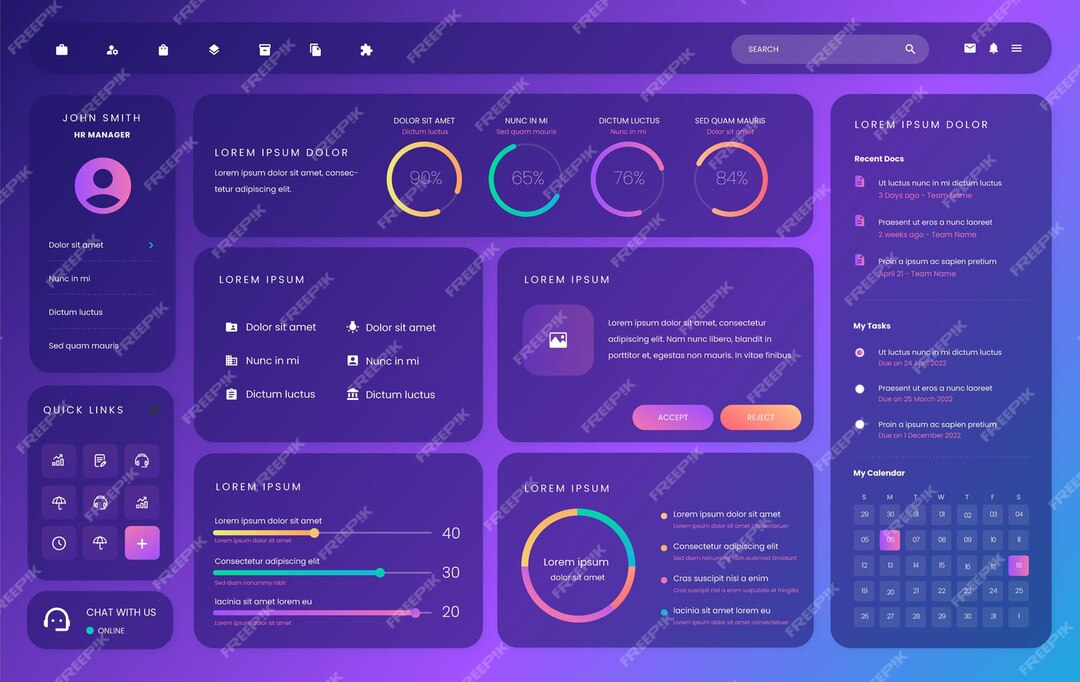 SEARCH
JOHN SMITH
HR MANAGER
Dolor sit amet
Nunc in mi
Dictum luctus
Sed quam mauris
QUICK LINKS
CHAT WITH US
ONLINE
LOREM IPSUM DOLOR
Lorem ipsum dolor sit amet, consec-
tetur adipiscing elit.
DOLOR SIT AMET
Dictum luctus
90%
NUNC IN MI
Sed quam mauris
65%
DICTUM LUCTUS
Nunc in mi
76%
SED QUAM MAURIS
Dolor sit amet
84%
LOREM IPSUM
Dolor sit amet
Dolor sit amet
Nunc in mi
Nunc in mi
Dictum luctus
Dictum luctus
LOREM IPSUM
Lorem ipsum dolor sit amet, consectetur
adipiscing elit. Nam nunc libero, blandit in
porttitor et, egestas non mauris. In vitae finibus
ACCEPT
REJECT
LOREM IPSUM
Lorem ipsum dolor sit amet
Lorem ipsum dolor sit amet
40
Consectetur adipiscing elit
Sed diam nonummy nibh
30
lacinia sit amet lorem eu
Lorem ipsum dolor sit amet
20
LOREM IPSUM
Lorem ipsum
dolor sit amet
Lorem ipsum dolor sit amet
Lorem ipsum dolor sit amet consectetuer
Consectetur adipiscing elit
Sed diam nonummy nibh euismod tincidunt
Cras suscipit nisl a enim
Cras suscipit nisl a enim vulputate et fringilla
lacinia sit amet lorem eu
Lorem ipsum dolor sit amet consectetuer
LOREM IPSUM DOLOR
Recent Docs
Ut luctus nunc in mi dictum luctus
3 Days ago - Team Name
Praesent ut eros a nunc laoreet
2 weeks ago - Team Name
Proin a ipsum ac sapien pretium
April 21 - Team Name
My Tasks
Ut luctus nunc in mi dictum luctus
Due on 24 April 2022
Praesent ut eros a nunc laoreet
Due on 25 March 2022
Proin a ipsum ac sapien pretium
Due on 1 December 2022
My Calendar
S M T W T F S
29 30 31 01 02 03 04
05 06 07 08 09 10 11
12 13 14 15 16 17 18
19 20 21 22 23 24 25
26 27 28 29 30 31 1
FREEPIK